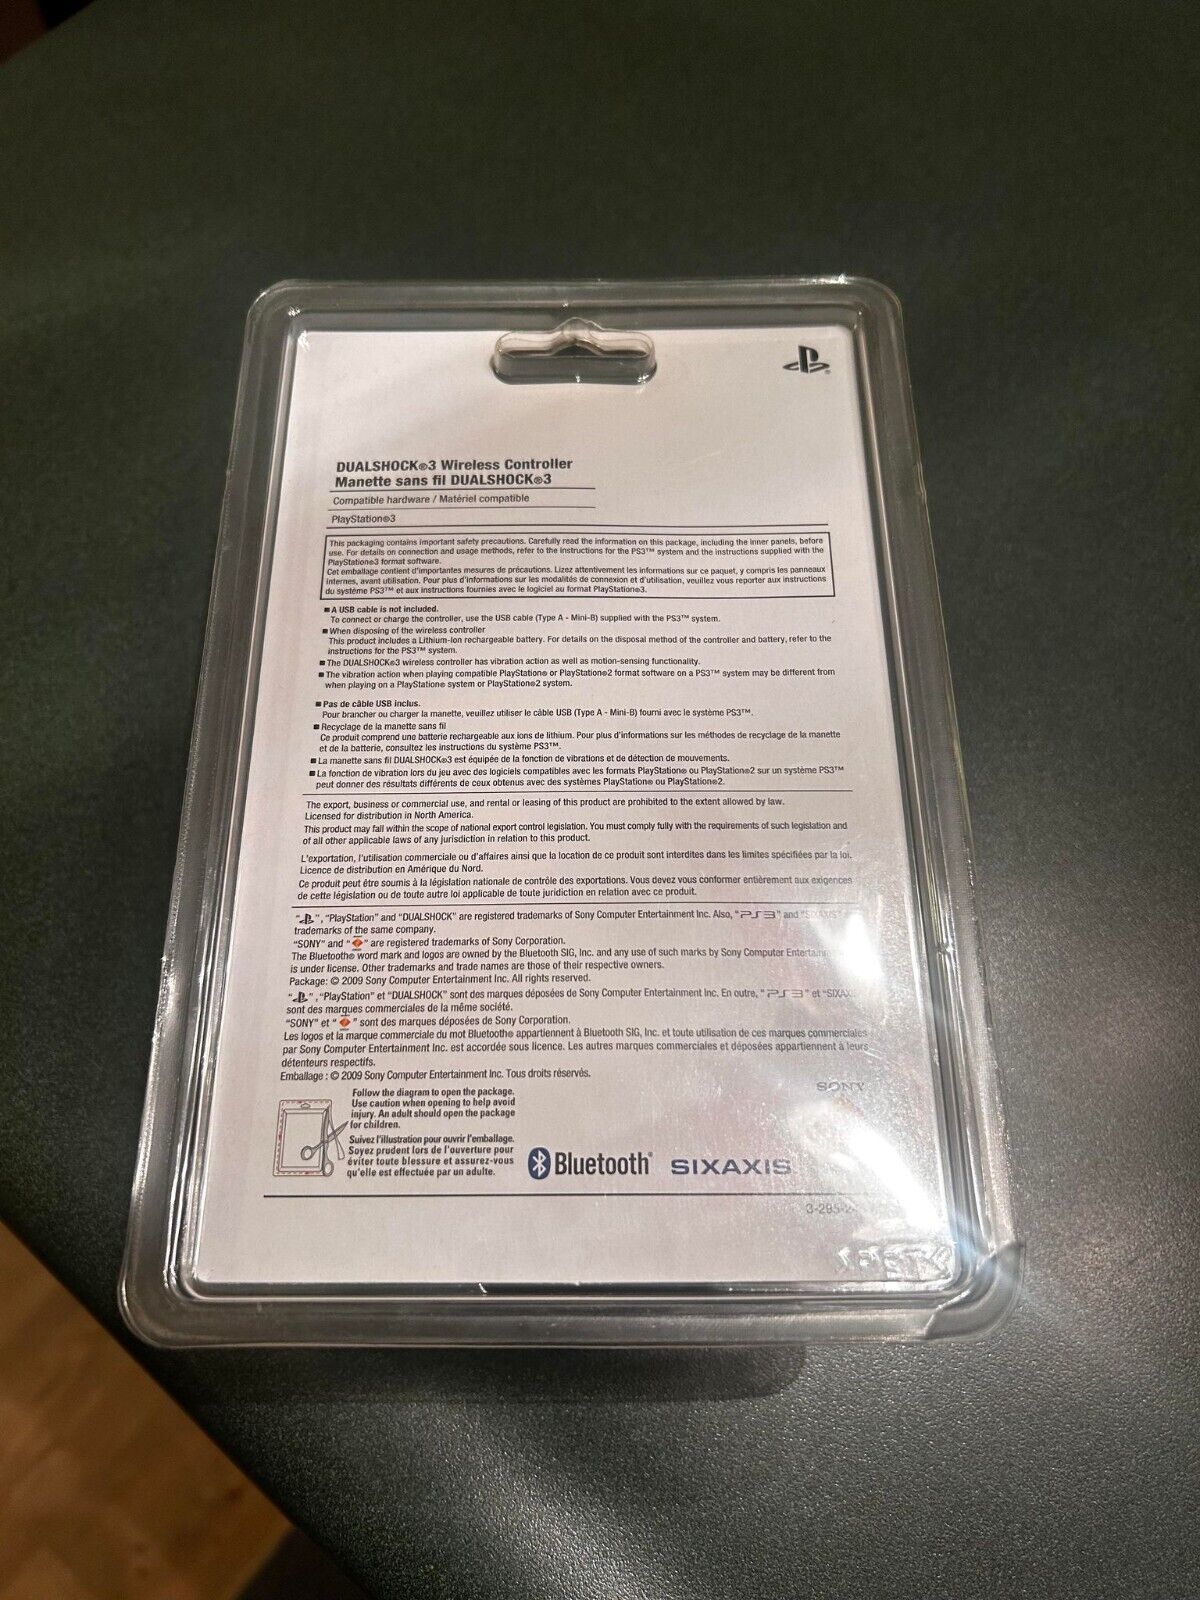 DUALSHOCK®3 Wireless Controller
Manette sans fil DUALSHOCK®3
Compatible hardware / Matériel compatible
PlayStation®3
This packaging contains important safety precautions. Carefully read the information on this package, including the inner panels, before
use. For details on connection and usage methods, refer to the instructions for the PS3™ system and the instructions supplied with the
PlayStation®3 format software.
Cet emballage contient d'importantes mesures de précautions. Lizez attentivement les informations sur ce paquet, y compris les panneaux
internes, avant utilisation. Pour plus d'informations sur les modalités de connexion et d'utilisation, veuillez vous reporter aux instructions
du système PS3™ et aux instructions fournies avec le logiciel au format PlayStation®3.
■ A USB cable is not included.
To connect or charge the controller, use the USB cable (Type A - Mini-B) supplied with the PS3™ system.
■ When disposing of the wireless controller
This product includes a Lithium-Ion rechargeable battery. For details on the disposal method of the controller and battery, refer to the
instructions for the PS3™ system.
■ The DUALSHOCK®3 wireless controller has vibration action as well as motion-sensing functionality.
■ The vibration action when playing compatible PlayStation® or PlayStation®2 format software on a PS3™ system may be different from
when playing on a PlayStation® system or PlayStation®2 system.
■ Pas de câble USB inclus.
Pour brancher ou charger la manette, veuillez utiliser le câble USB (Type A - Mini-B) fourni avec le système PS3™.
■ Recyclage de la manette sans fil
Ce produit comprend une batterie rechargeable aux ions de lithium. Pour plus d'informations sur les méthodes de recyclage de la manette
et de la batterie, consultez les instructions du système PS3™.
■ La manette sans fil DUALSHOCK®3 est équipée de la fonction de vibrations et de détection de mouvements.
■ La fonction de vibration lors du jeu avec des logiciels compatibles avec les formats PlayStation® ou PlayStation®2 sur un système PS3™
peut donner des résultats différents de ceux obtenus avec des systèmes PlayStation® ou PlayStation®2.
The export, business or commercial use, and rental or leasing of this product are prohibited to the extent allowed by law.
Licensed for distribution in North America.
This product may fall within the scope of national export control legislation. You must comply fully with the requirements of such legislation and
of all other applicable laws of any jurisdiction in relation to this product.
L'exportation, l'utilisation commerciale ou d'affaires ainsi que la location de ce produit sont interdites dans les limites spécifiées par la loi.
Licence de distribution en Amérique du Nord.
Ce produit peut être soumis à la législation nationale de contrôle des exportations. Vous devez vous conformer entièrement aux exigences
de cette législation ou de toute autre loi applicable de toute juridiction en relation avec ce produit.
" ", "PlayStation" and "DUALSHOCK" are registered trademarks of Sony Computer Entertainment Inc. Also, "PS3" and "SIXAXIS"
trademarks of the same company.
"SONY" and " " are registered trademarks of Sony Corporation.
The Bluetooth® word mark and logos are owned by the Bluetooth SIG, Inc. and any use of such marks by Sony Computer
is under license. Other trademarks and trade names are those of their respective owners.
Package: © 2009 Sony Computer Entertainment Inc. All rights reserved.
" ", "PlayStation" et "DUALSHOCK" sont des marques déposées de Sony Computer Entertainment Inc. En outre, "PS3" et
sont des marques commerciales de la même société.
"SONY" et " " sont des marques déposées de Sony Corporation.
Les logos et la marque commerciale du mot Bluetooth® appartiennent à Bluetooth SIG, Inc. et toute utilisation de ces marques commerciales
par Sony Computer Entertainment Inc. est accordée sous licence. Les autres marques commerciales et déposées appartiennent à leurs
détenteurs respectifs.
Emballage : © 2009 Sony Computer Entertainment Inc. Tous droits réservés.
Follow the diagram to open the package.
Use caution when opening to help avoid
injury. An adult should open the package
for children.
Suivez l'illustration pour ouvrir l'emballage.
Soyez prudent lors de l'ouverture pour
éviter toute blessure et assurez-vous
qu'elle est effectuée par un adulte.
SONY
Bluetooth®
SIXAXIS